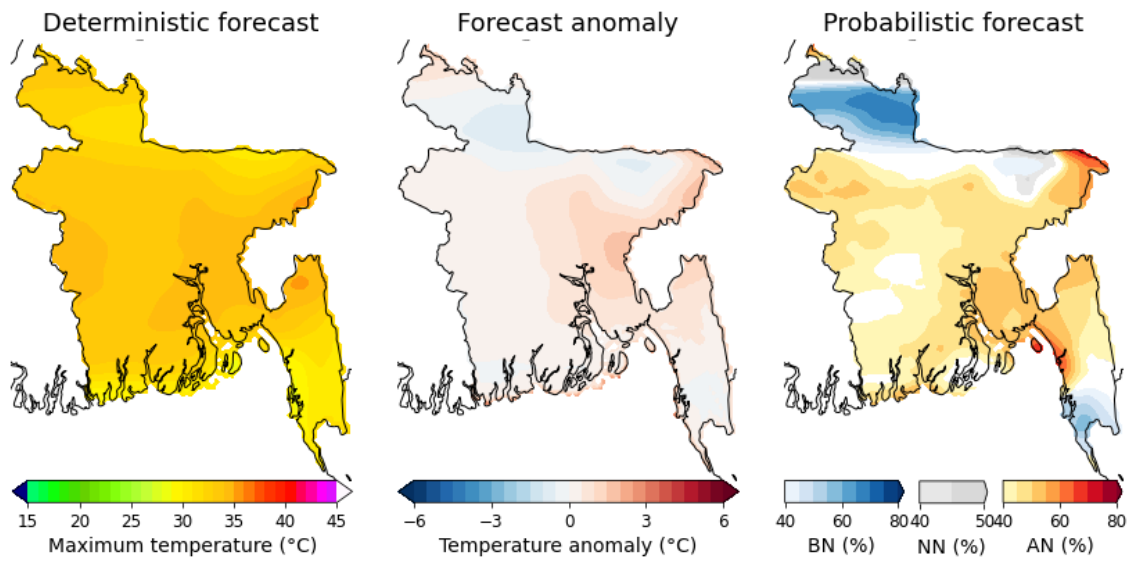 Deterministic forecast Forecast anomaly Probabilistic forecast
15 20 25 30 35 40 45 −6 −3 0 3 6 40 60 80 40 50 40 60 80
Maximum temperature (°C) Temperature anomaly (°C) BN (%) NN (%) AN (%)